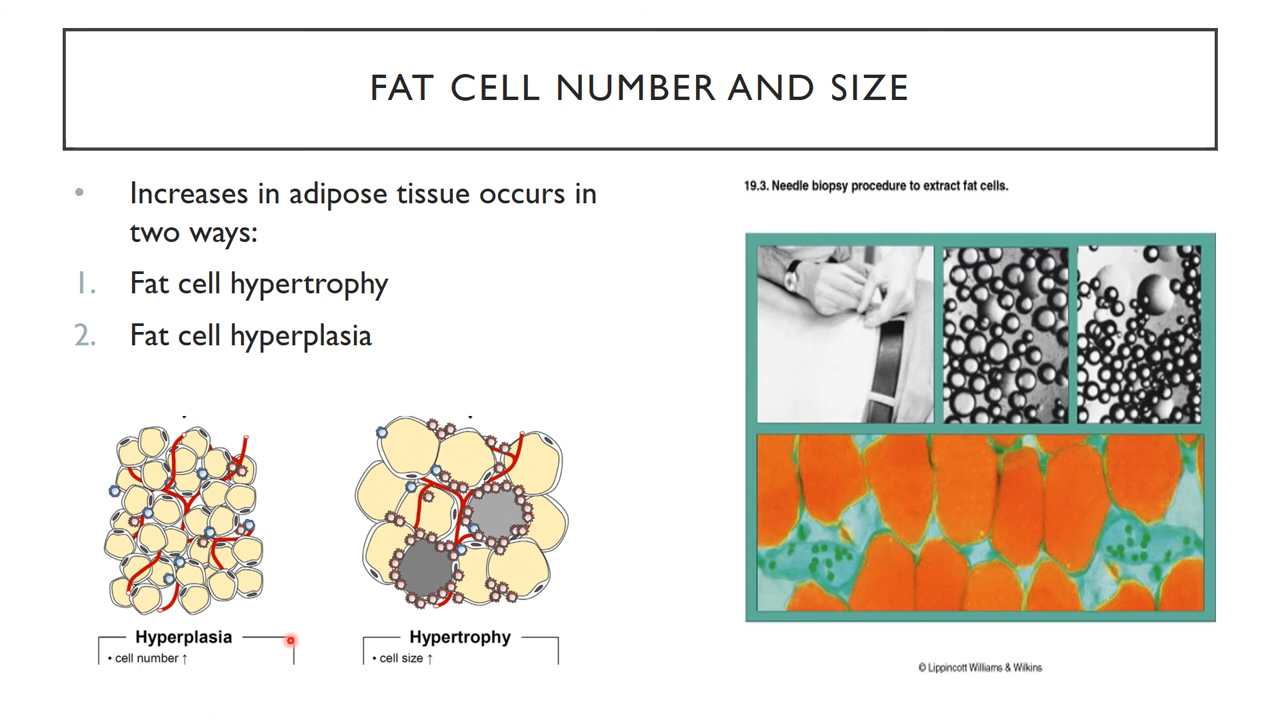 FAT CELL NUMBER AND SIZE
• Increases in adipose tissue occurs in
two ways:
1. Fat cell hypertrophy
2. Fat cell hyperplasia
19.3. Needle biopsy procedure to extract fat cells.
Hyperplasia
• cell number ↑
Hypertrophy
• cell size ↑
© Lippincott Williams & Wilkins